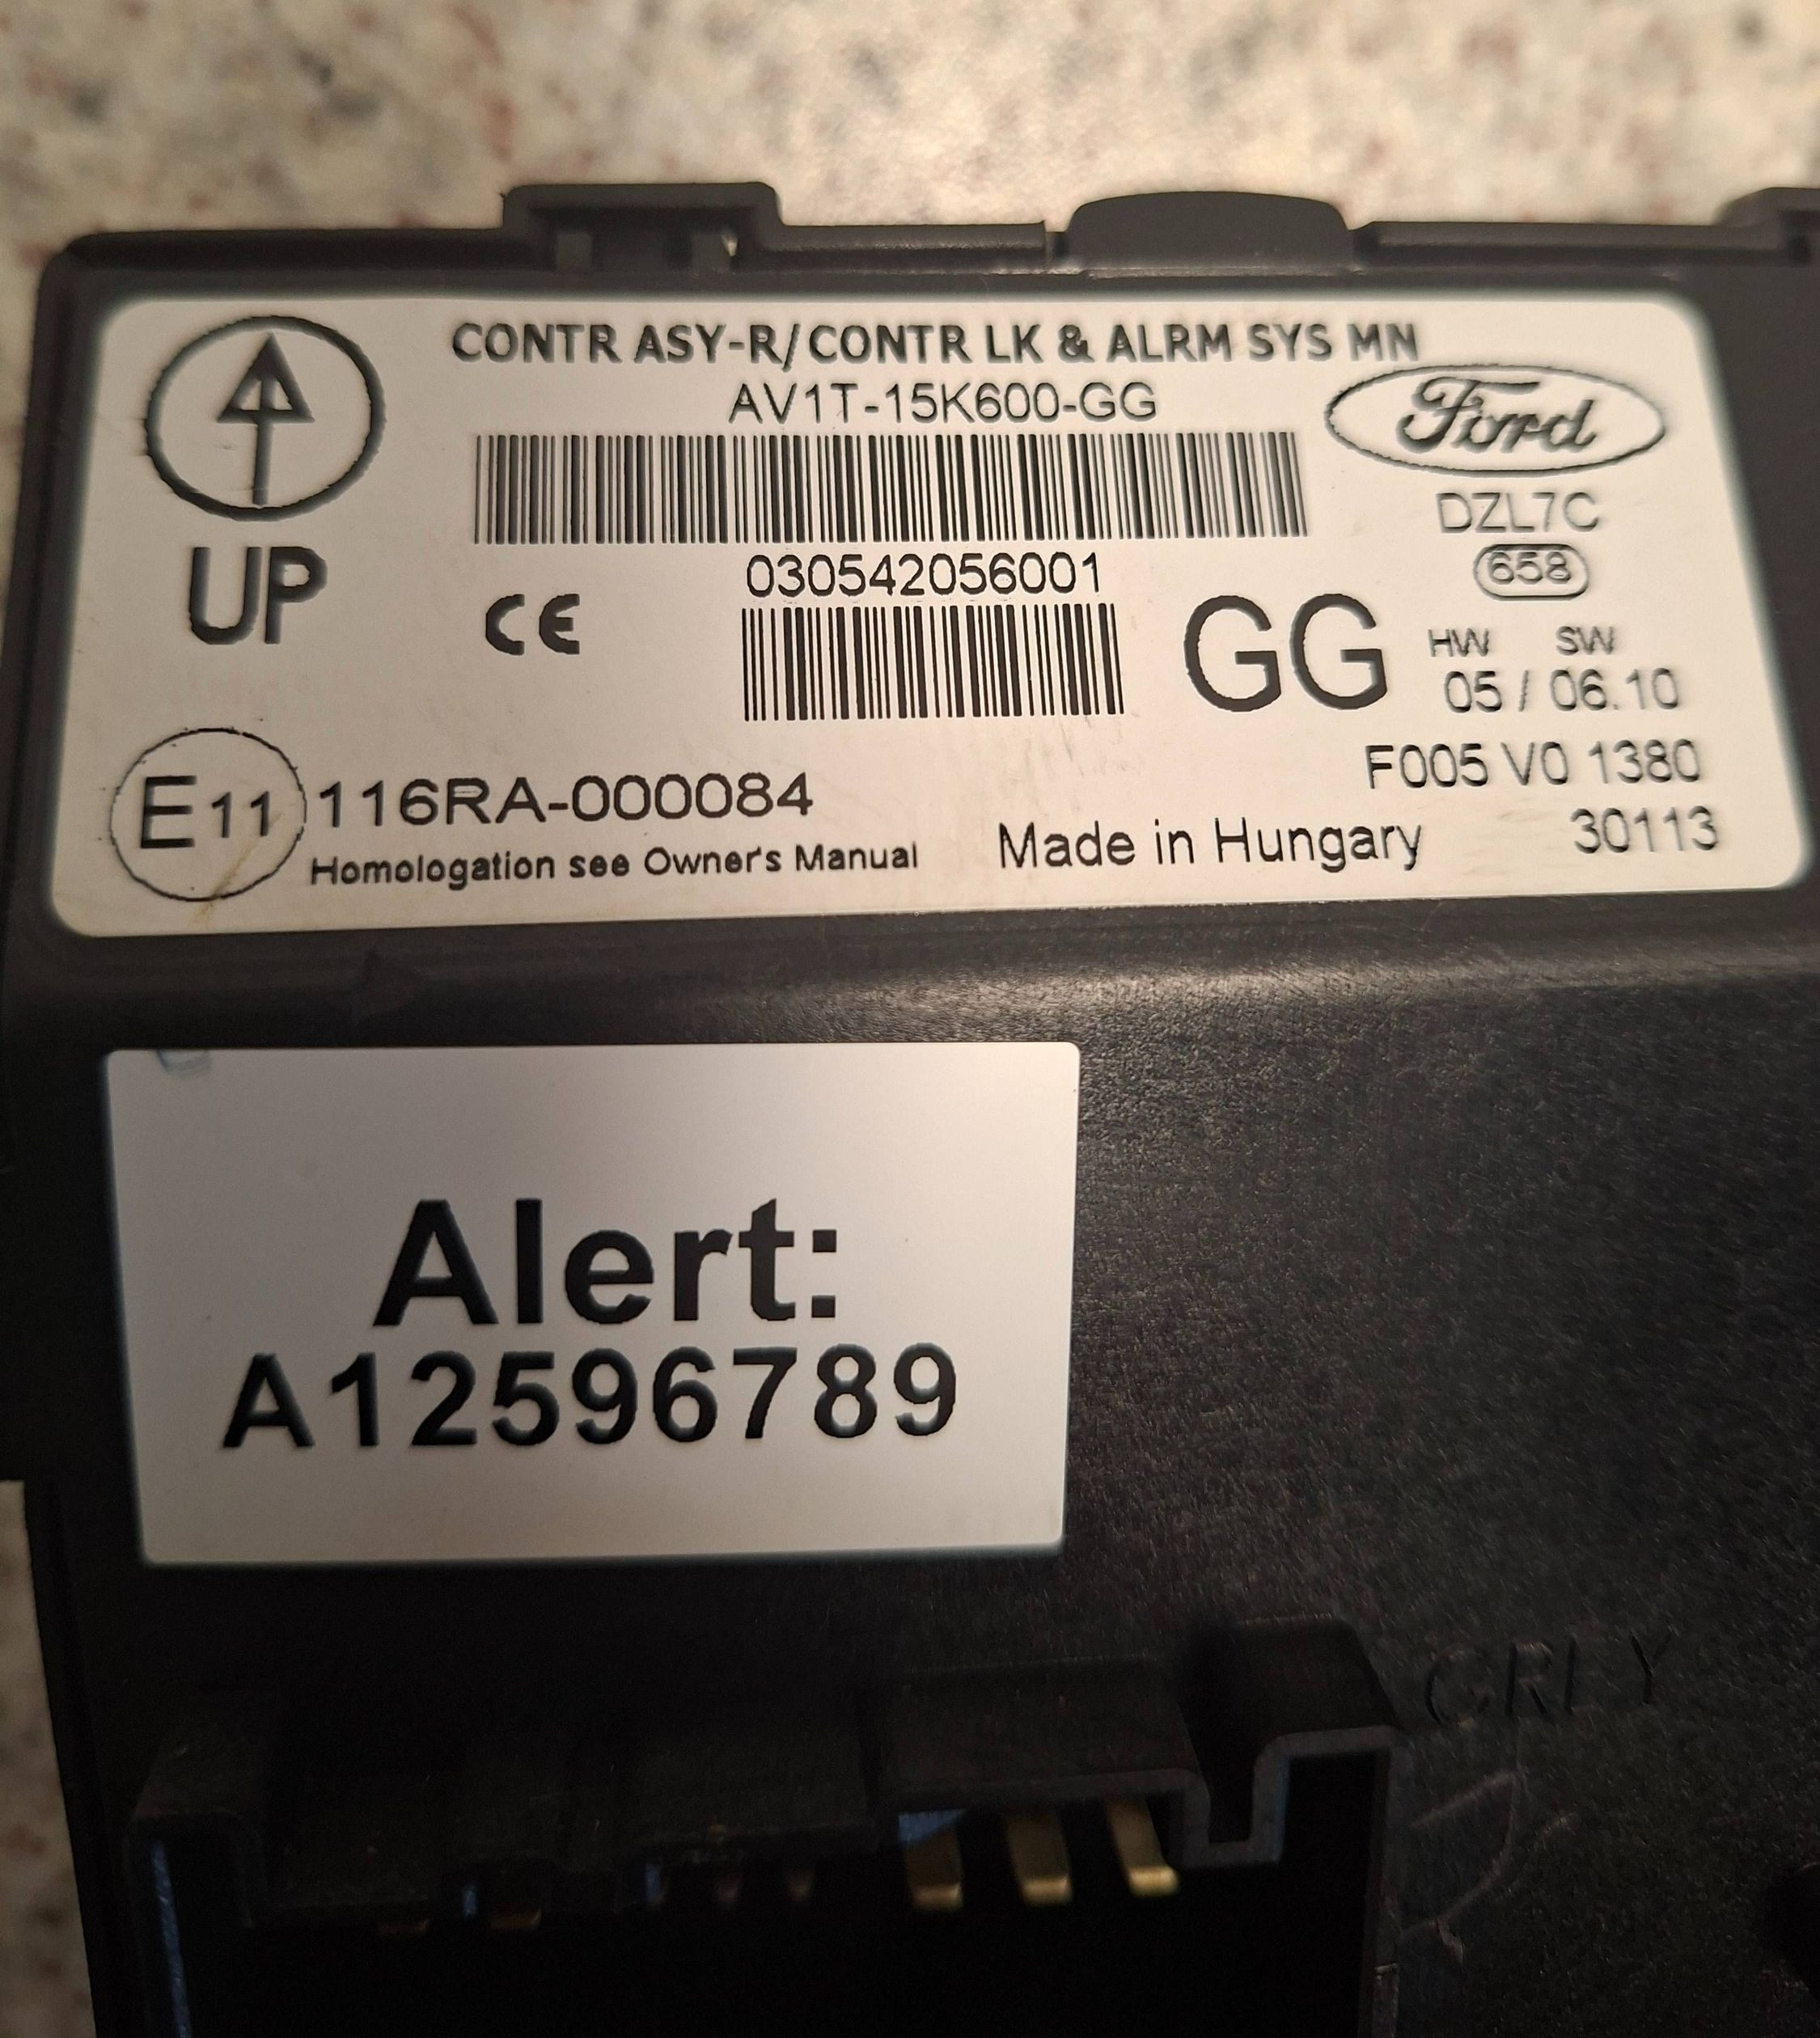 CONTR ASY-R/CONTR LK & ALRM SYS MN
AV1T-15K600-GG
Ford
DZL7C
658
UP
CE
030542056001
GG
HW SW
05 / 06.10
F005 V0 1380
E11 116RA-000084
Homologation see Owner's Manual
Made in Hungary
30113
Alert:
A12596789
GREY